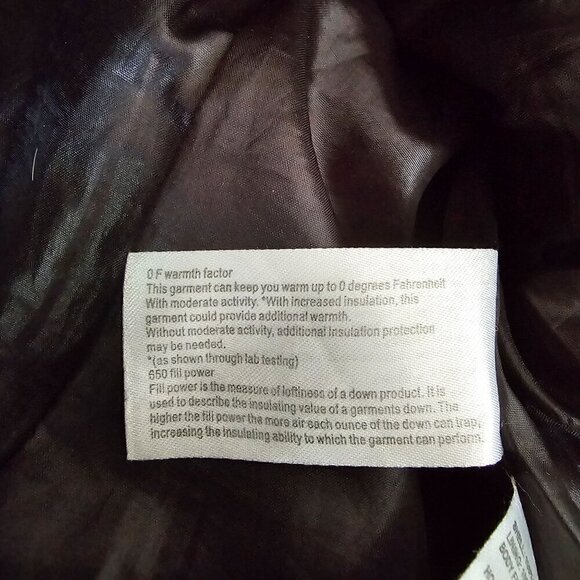 0 F warmth factor
This garment can keep you warm up to 0 degrees Fahrenheit
With moderate activity. *With increased insulation, this
garment could provide additional warmth.
Without moderate activity, additional insulation protection
may be needed.
*(as shown through lab testing)
650 fill power
Fill power is the measure of loftiness of a down product. It is
used to describe the insulating value of a garments down. The
higher the fill power the more air each ounce of the down can trap,
increasing the insulating ability to which the garment can perform.
SHELL
LINING:
BODY